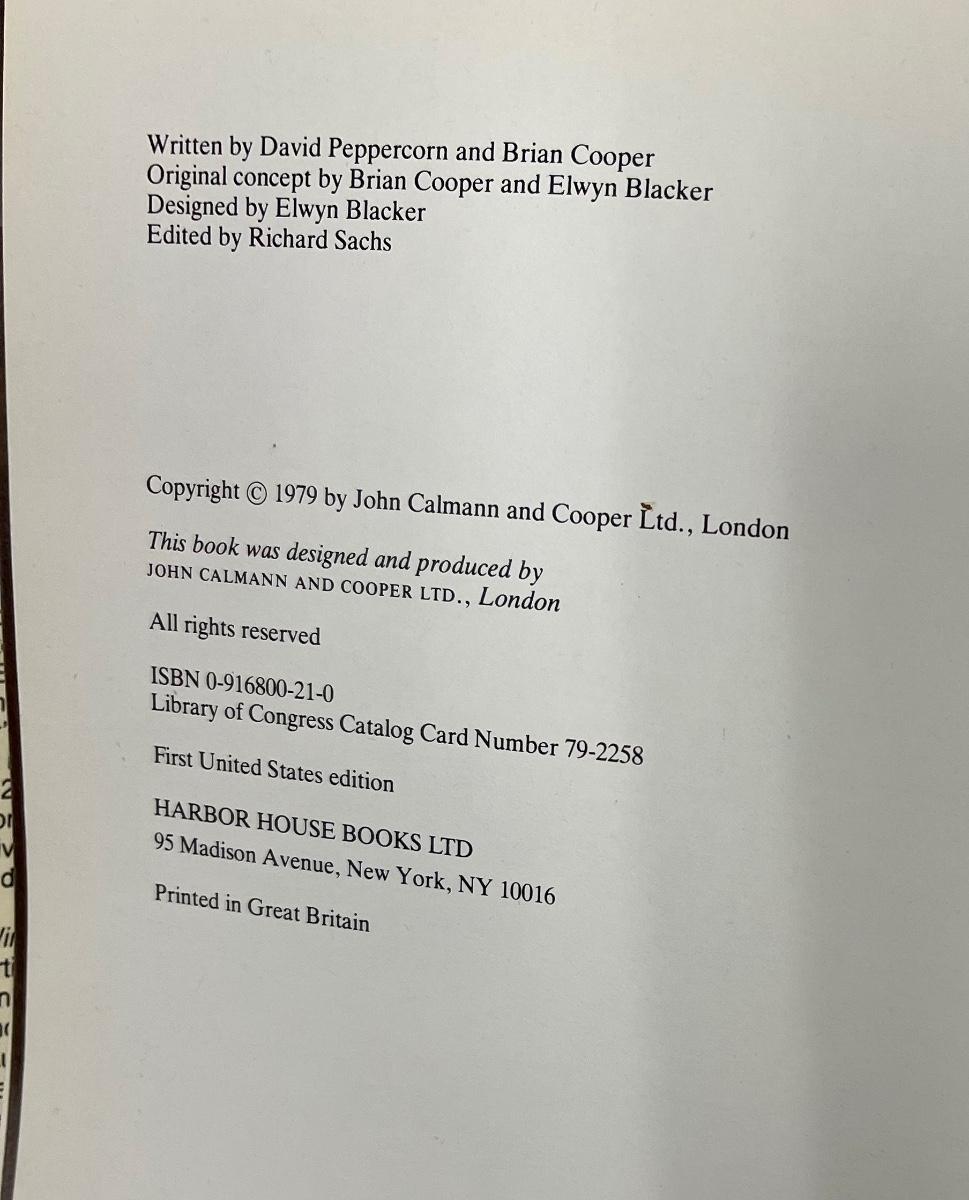 Written by David Peppercorn and Brian Cooper
Original concept by Brian Cooper and Elwyn Blacker
Designed by Elwyn Blacker
Edited by Richard Sachs
Copyright © 1979 by John Calmann and Cooper Ltd., London
This book was designed and produced by
JOHN CALMANN AND COOPER LTD., London
All rights reserved
ISBN 0-916800-21-0
Library of Congress Catalog Card Number 79-2258
First United States edition
HARBOR HOUSE BOOKS LTD
95 Madison Avenue, New York, NY 10016
Printed in Great Britain